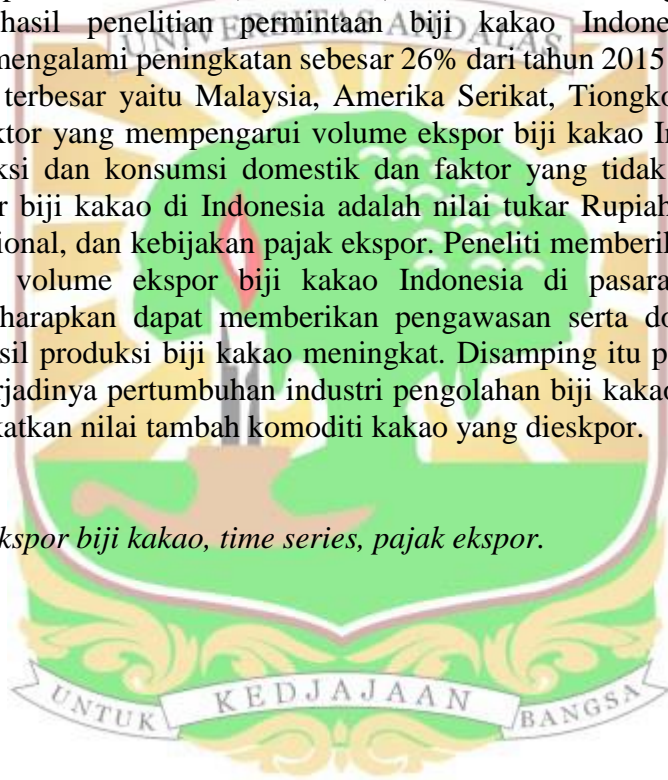 hasil penelitian permintaan biji kakao Indone
UNIVERSITAS ANDALAS
mengalami peningkatan sebesar 26% dari tahun 2015
terbesar yaitu Malaysia, Amerika Serikat, Tiongko
ktor yang mempengarui volume ekspor biji kakao I
ksi dan konsumsi domestik dan faktor yang tidak
r biji kakao di Indonesia adalah nilai tukar Rupiah
ional, dan kebijakan pajak ekspor. Peneliti memberil
volume ekspor biji kakao Indonesia di pasara
harapkan dapat memberikan pengawasan serta do
sil produksi biji kakao meningkat. Disamping itu p
rjadinya pertumbuhan industri pengolahan biji kakao
katkan nilai tambah komoditi kakao yang dieskpor.
kspor biji kakao, time series, pajak ekspor.
UNTUK KEDJAJAAN BANGSA